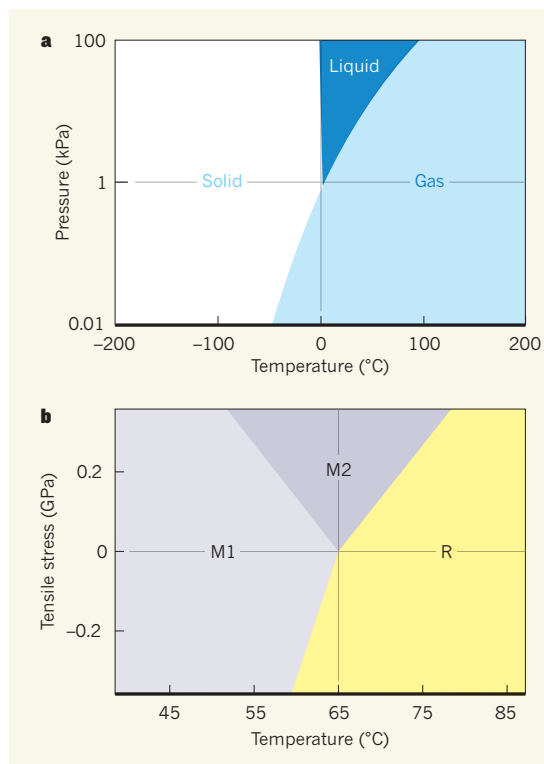 a
100
Liquid
Pressure (kPa)
1
Solid
Gas
0.01
−200 −100 0 100 200
Temperature (°C)
b
0.2
M2
Tensile stress (GPa)
0
M1
R
−0.2
45 55 65 75 85
Temperature (°C)